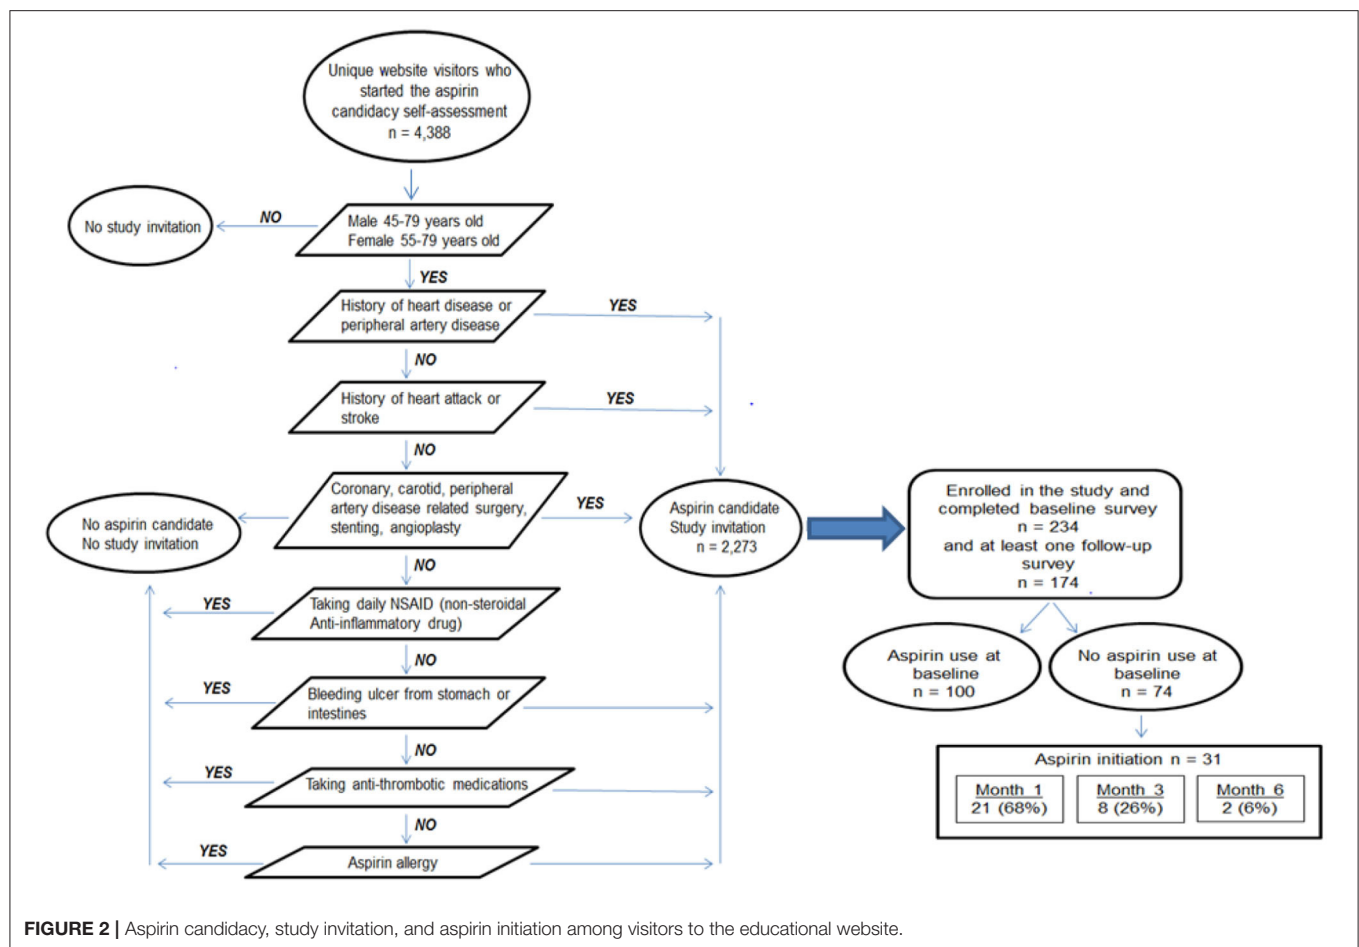 Unique website visitors who
started the aspirin
candidacy self-assessment
n = 4,388
No study invitation
NO
Male 45-79 years old
Female 55-79 years old
YES
History of heart disease or
peripheral artery disease
YES
NO
History of heart attack or
stroke
YES
NO
Coronary, carotid, peripheral
artery disease related surgery,
stenting, angioplasty
YES
No aspirin candidate
No study invitation
Aspirin candidate
Study invitation
n = 2,273
Enrolled in the study and
completed baseline survey
n = 234
and at least one follow-up
survey
n = 174
NO
YES
Taking daily NSAID (non-steroidal
Anti-inflammatory drug)
NO
YES
Bleeding ulcer from stomach or
intestines
NO
YES
Taking anti-thrombotic medications
NO
YES
Aspirin allergy
Aspirin use at
baseline
n = 100
No aspirin use at
baseline
n = 74
Aspirin initiation n = 31
Month 1
21 (68%)
Month 3
8 (26%)
Month 6
2 (6%)
FIGURE 2 | Aspirin candidacy, study invitation, and aspirin initiation among visitors to the educational website.